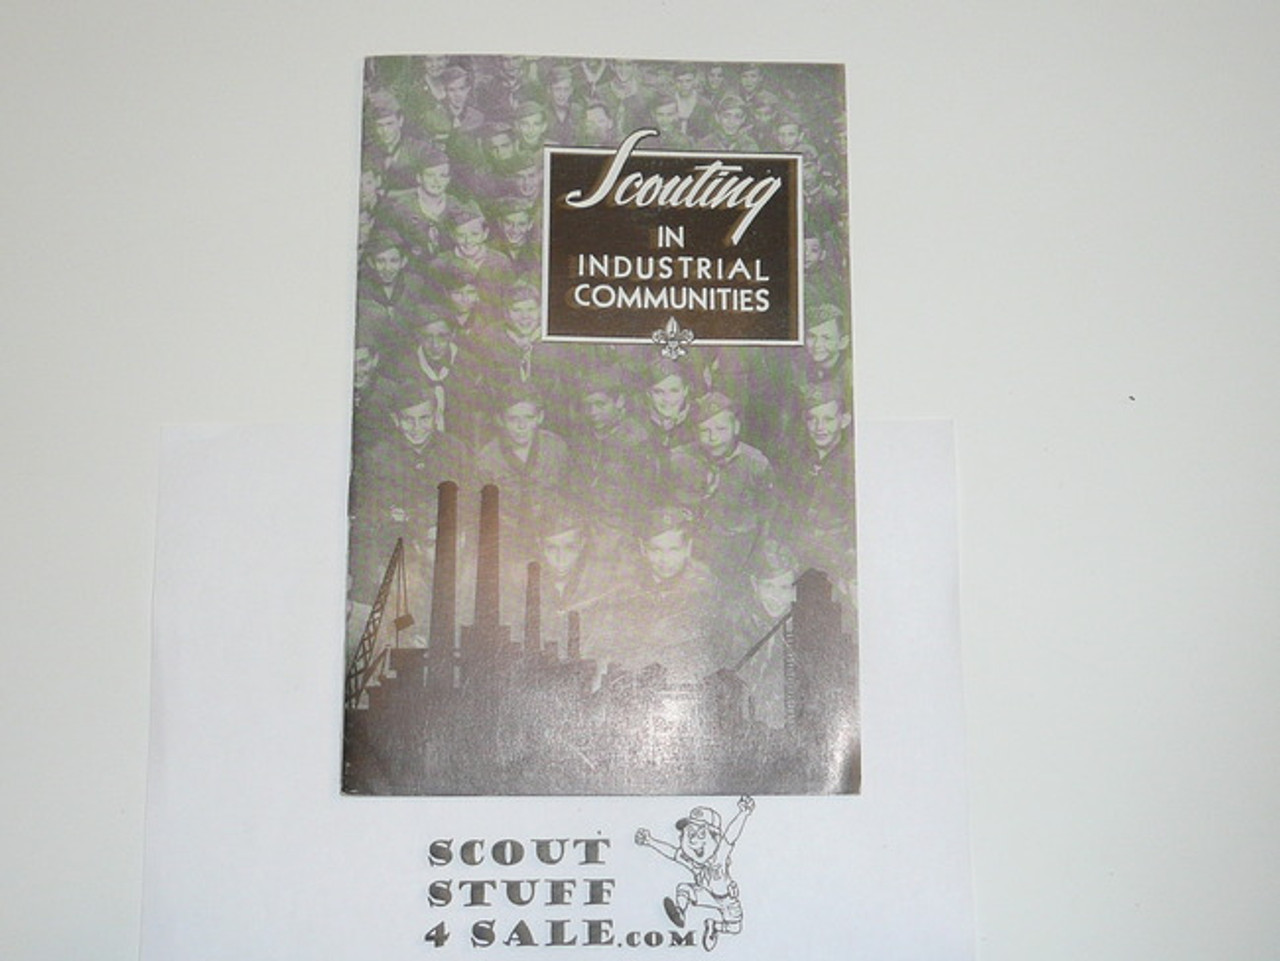 Scouting
IN
INDUSTRIAL
COMMUNITIES
SCOUT
STUFF
4 SALE.COM